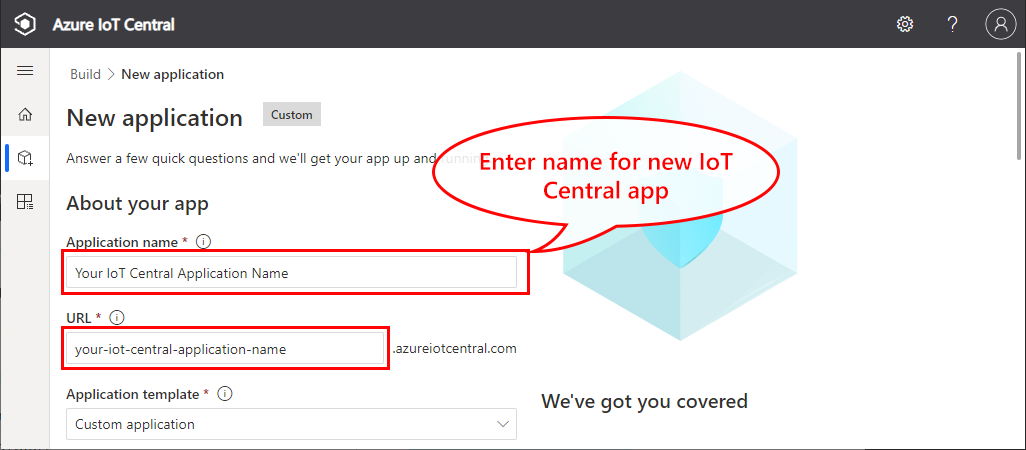 Azure IoT Central
?
Build > New application
New application
Custom
Answer a few quick questions and we'll get your app up and running
Enter name for new IoT
Central app
About your app
Application name *
Your IoT Central Application Name
URL *
your-iot-central-application-name
.azureiotcentral.com
Application template *
Custom application
We've got you covered